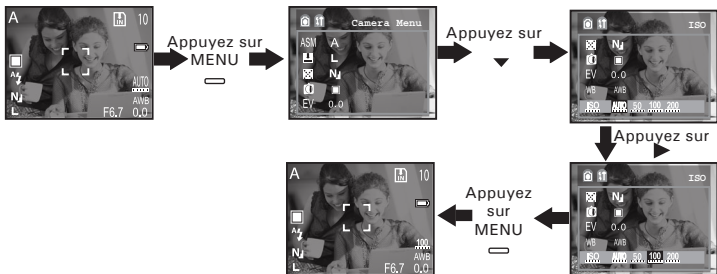 A IN 10
A
AUTO
N AWB
L F6.7 0.0
Appuyez sur
MENU
Camera Menu
ASM A
L
N
EV 0.0
Appuyez sur
ISO
N
EV 0.0
WB AWB
ISO AUTO 50 100 200
Appuyez sur
ISO
N
EV 0.0
WB AWB
ISO AUTO 50 100 200
Appuyez
sur
MENU
A IN 10
A
100
N AWB
L F6.7 0.0